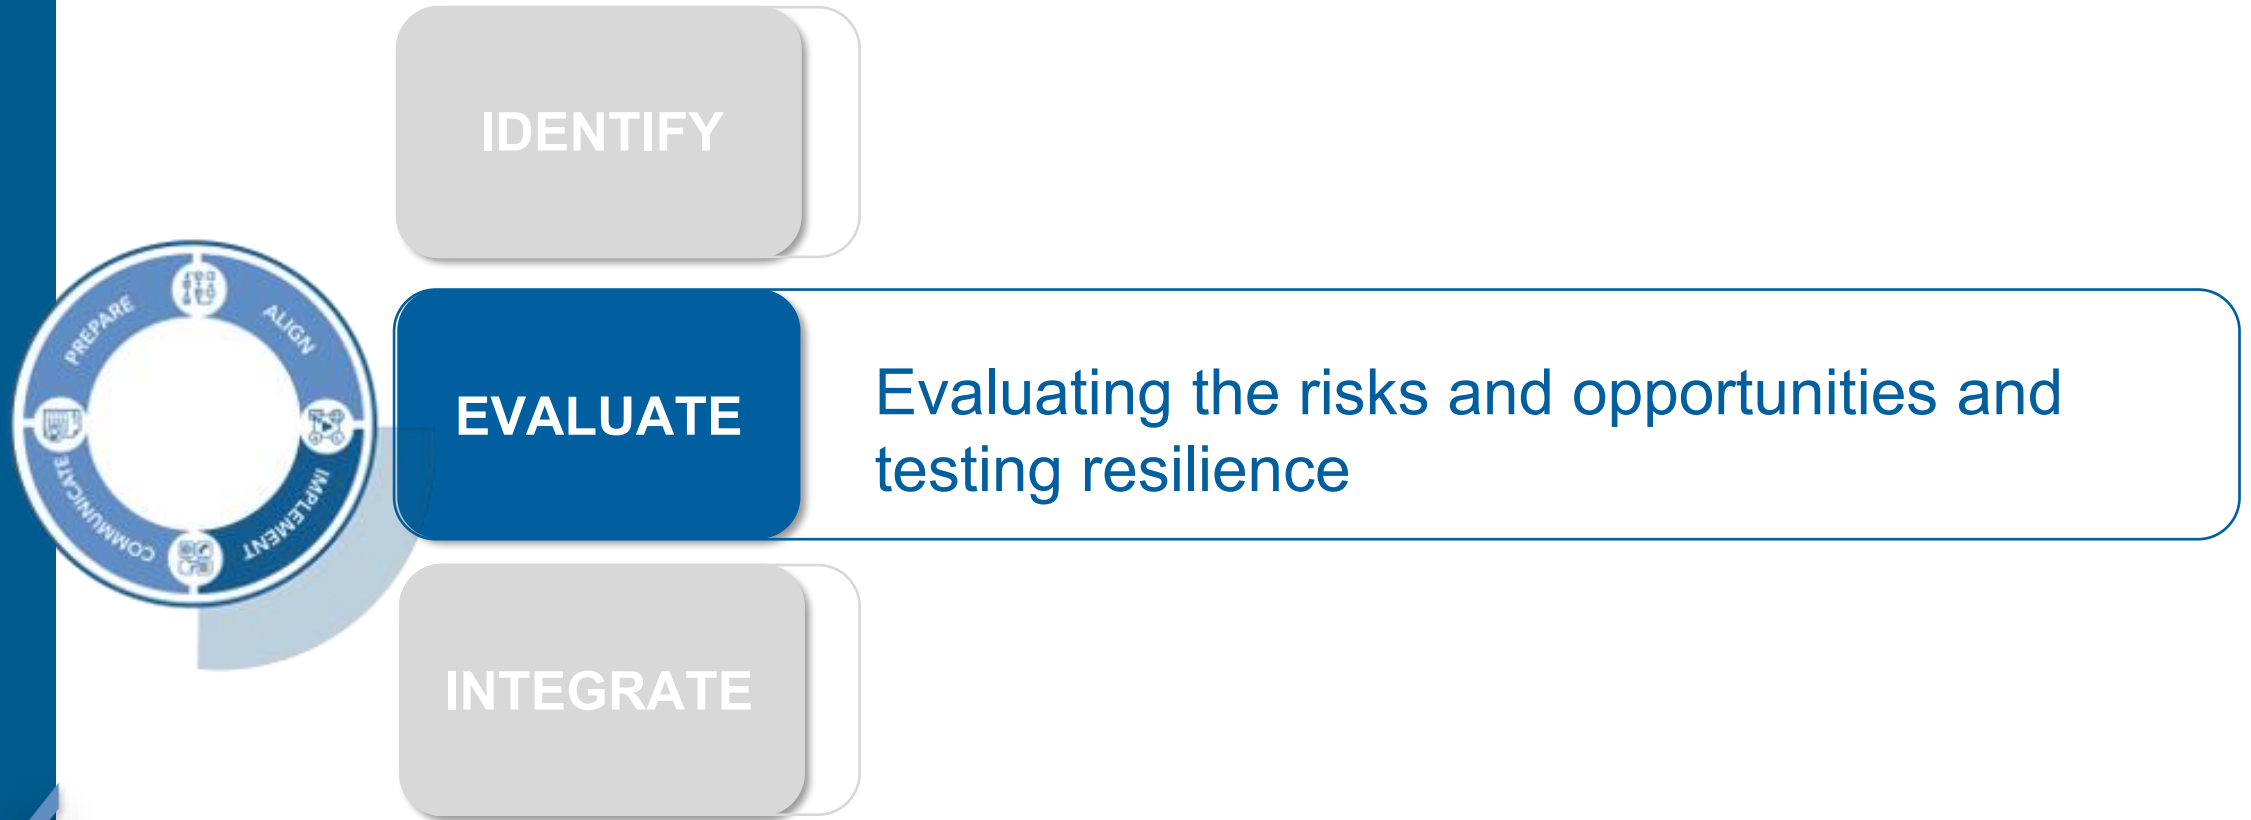 IDENTIFY
PREPARE
ALIGN
IMPLEMENT
COMMUNICATE
EVALUATE
Evaluating the risks and opportunities and
testing resilience
INTEGRATE